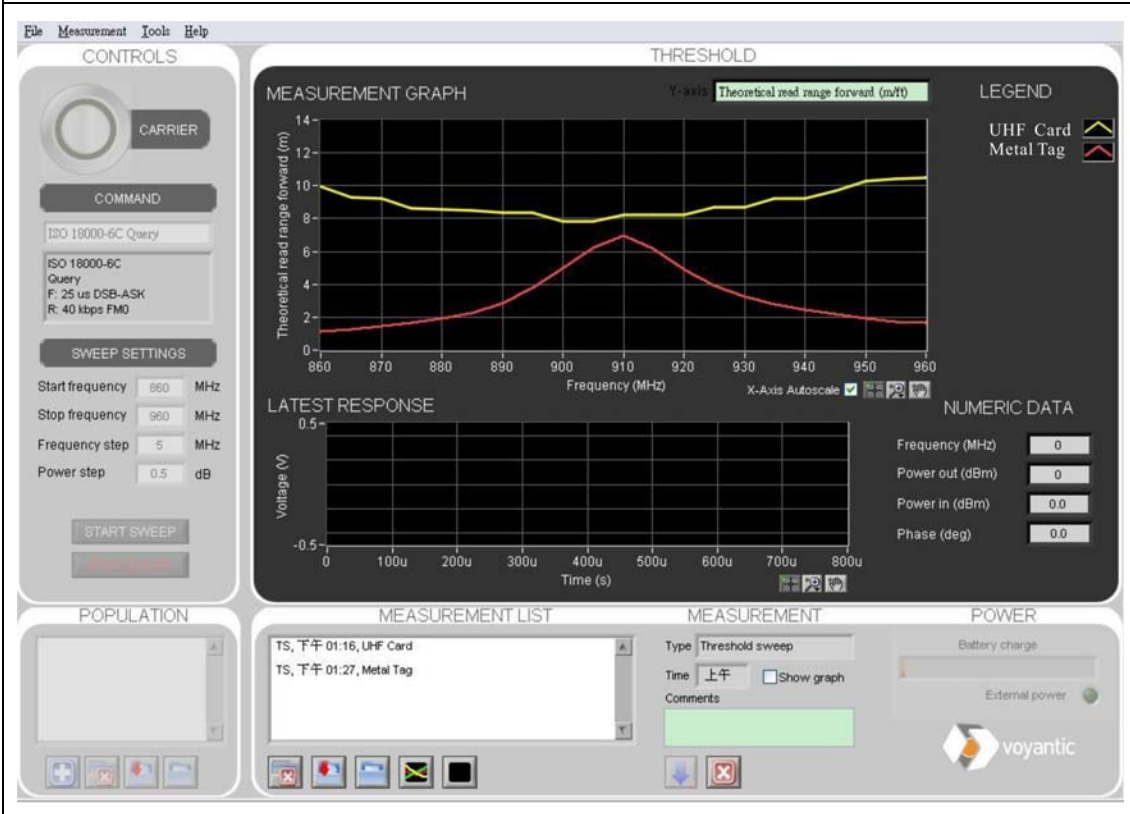 File Measurement Tools Help
CONTROLS
CARRIER
COMMAND
ISO 18000-6C Query
ISO 18000-6C
Query
F: 25 us DSB-ASK
R: 40 kbps FM0
SWEEP SETTINGS
Start frequency 860 MHz
Stop frequency 960 MHz
Frequency step 5 MHz
Power step 0.5 dB
START SWEEP
THRESHOLD
MEASUREMENT GRAPH
Y-axis Theoretical read range forward (m/ft)
LEGEND
UHF Card
Metal Tag
Theoretical read range forward (m)
14
12
10
8
6
4
2
0
860 870 880 890 900 910 920 930 940 950 960
Frequency (MHz)
X-Axis Autoscale
LATEST RESPONSE
Voltage (V)
0.5
-0.5
0 100u 200u 300u 400u 500u 600u 700u 800u
Time (s)
NUMERIC DATA
Frequency (MHz) 0
Power out (dBm) 0
Power in (dBm) 0.0
Phase (deg) 0.0
POPULATION
MEASUREMENT LIST
TS, 下午 01:16, UHF Card
TS, 下午 01:27, Metal Tag
MEASUREMENT
Type Threshold sweep
Time 上午 Show graph
Comments
POWER
Battery charge
External power
voyantic